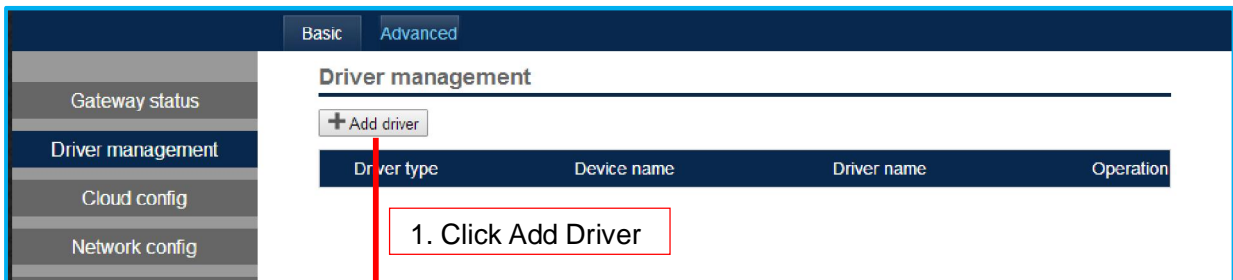 Basic Advanced
Driver management
Gateway status
Add driver
Driver management
Driver type Device name Driver name Operation
Cloud config
1. Click Add Driver
Network config